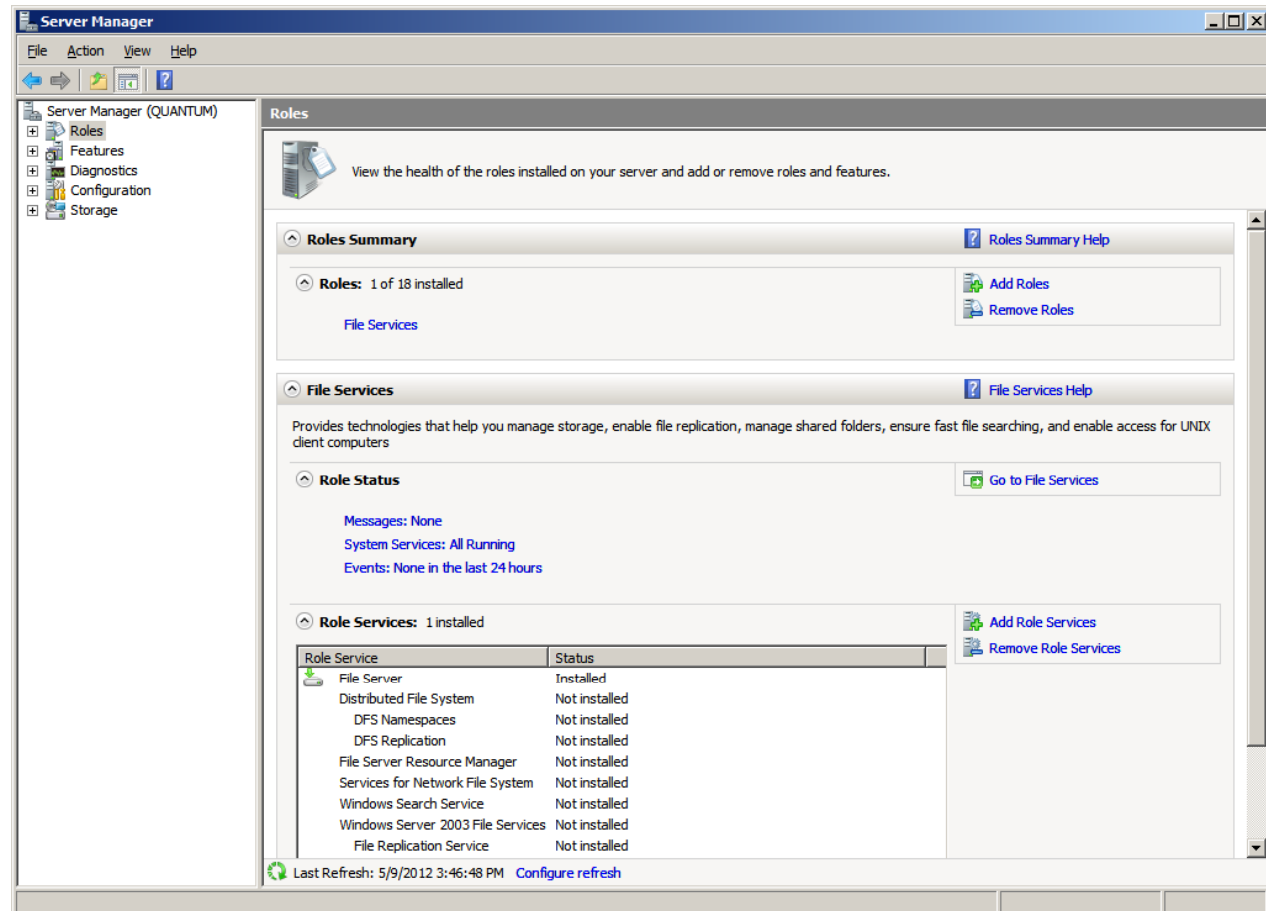 Server Manager
File Action View Help
Server Manager (QUANTUM)
Roles
Features
Diagnostics
Configuration
Storage
Roles
View the health of the roles installed on your server and add or remove roles and features.
Roles Summary
Roles Summary Help
Roles: 1 of 18 installed
Add Roles
Remove Roles
File Services
File Services
File Services Help
Provides technologies that help you manage storage, enable file replication, manage shared folders, ensure fast file searching, and enable access for UNIX
client computers
Role Status
Go to File Services
Messages: None
System Services: All Running
Events: None in the last 24 hours
Role Services: 1 installed
Add Role Services
Remove Role Services
Role Service Status
File Server Installed
Distributed File System Not installed
DFS Namespaces Not installed
DFS Replication Not installed
File Server Resource Manager Not installed
Services for Network File System Not installed
Windows Search Service Not installed
Windows Server 2003 File Services Not installed
File Replication Service Not installed
Last Refresh: 5/9/2012 3:46:48 PM Configure refresh